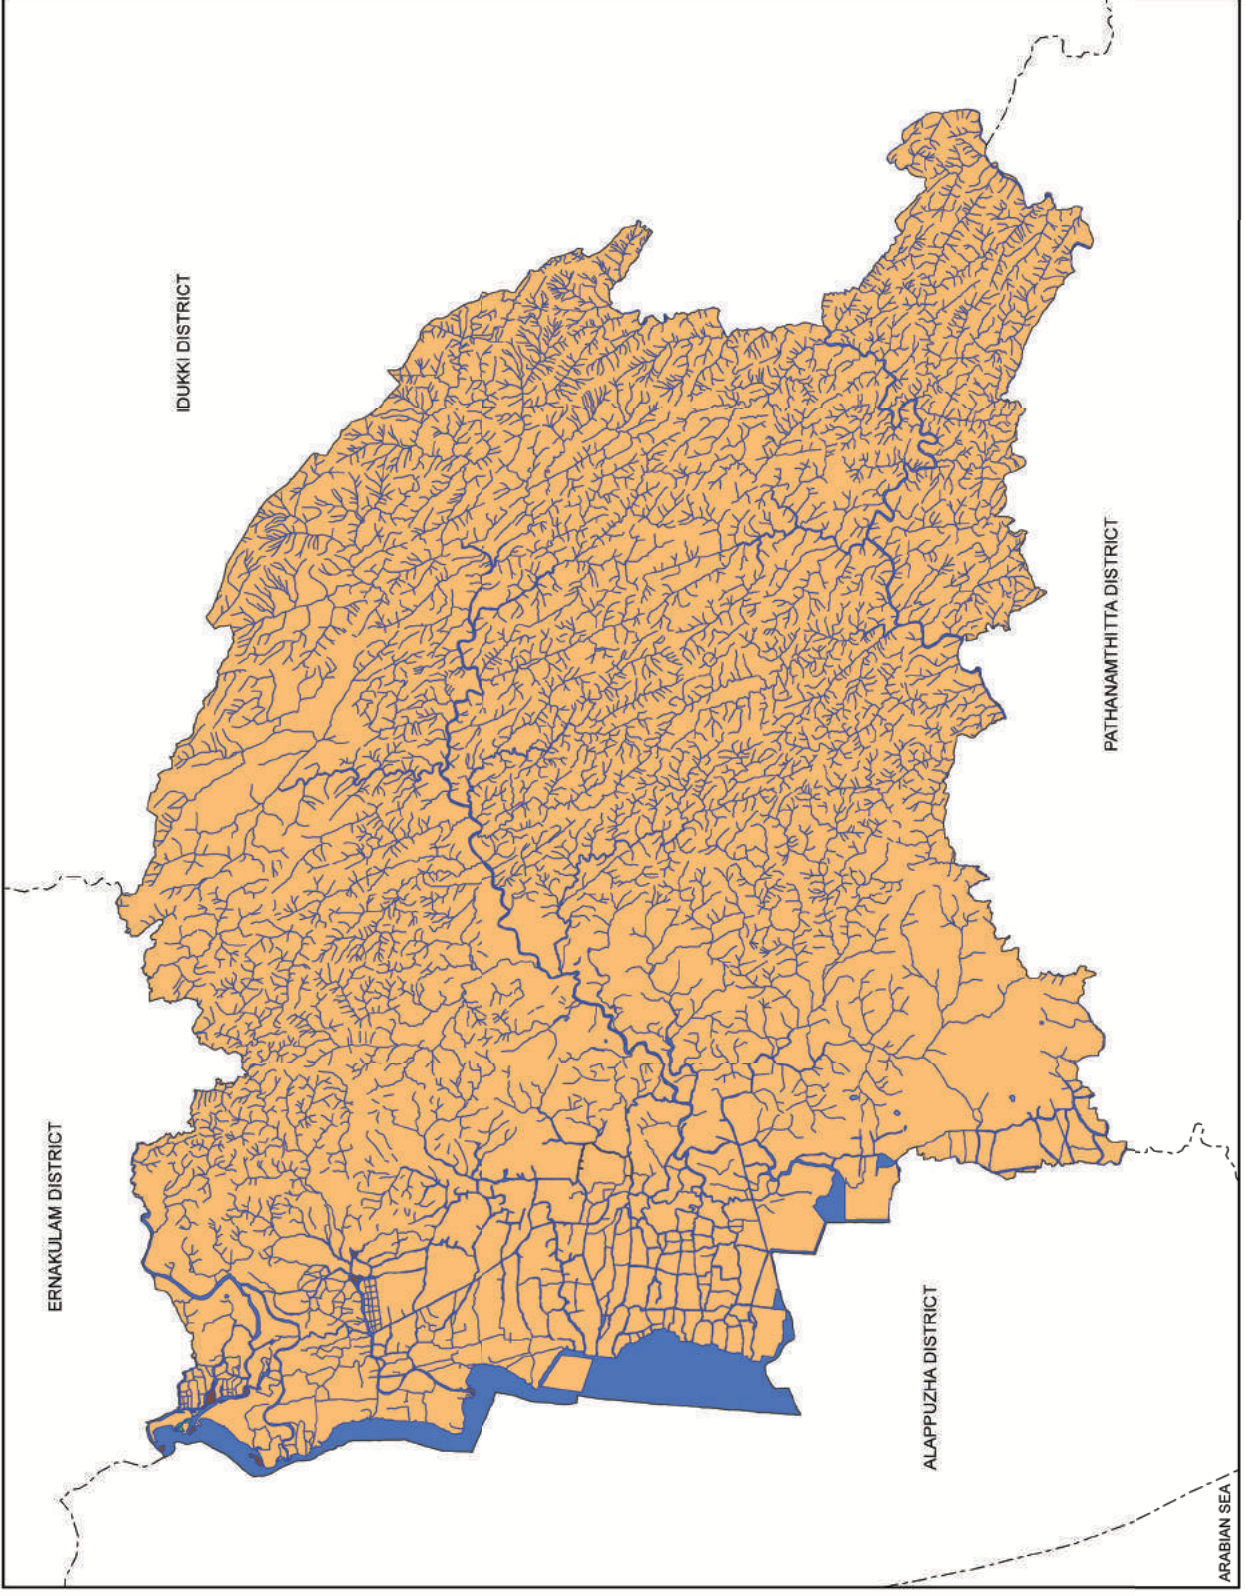 ERNAKULAM DISTRICT
IDUKKI DISTRICT
ALAPPUZHA DISTRICT
PATHANAMTHITTA DISTRICT
ARABIAN SEA